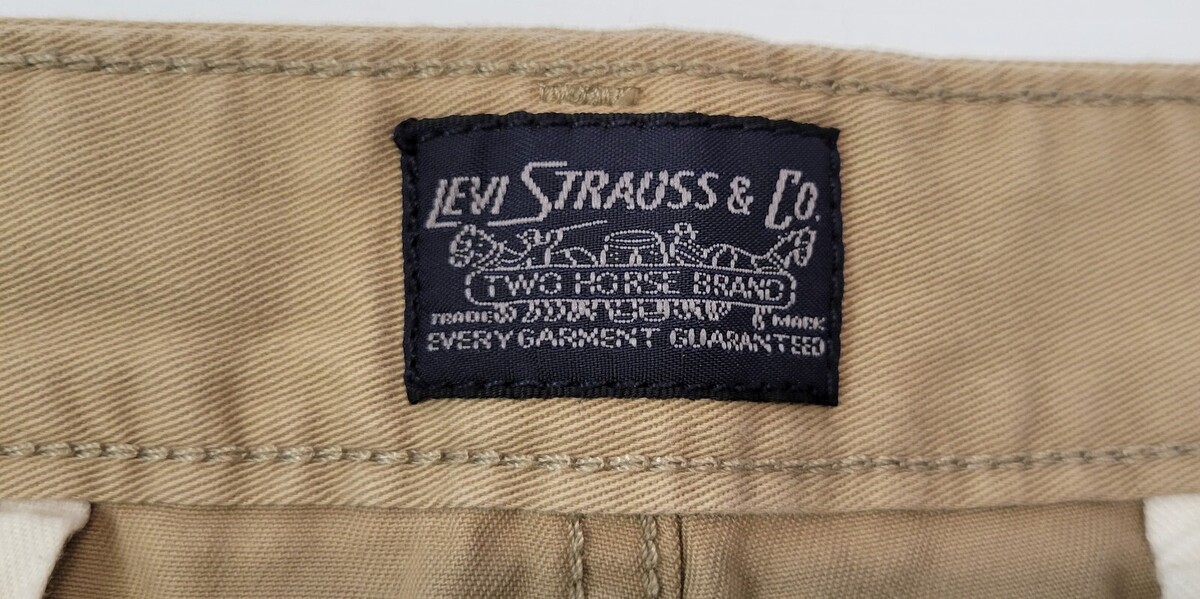 LEVI STRAUSS & CO.
TWO HORSE BRAND
TRADE MARK
EVERY GARMENT GUARANTEED